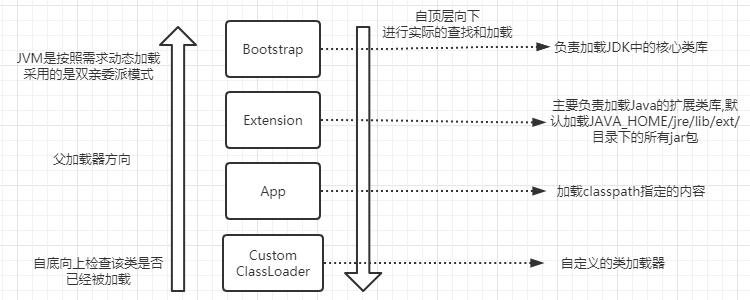 自顶层向下
进行实际的查找和加载
JVM是按照需求动态加载
采用的是双亲委派模式
Bootstrap
负责加载JDK中的核心类库
Extension
主要负责加载Java的扩展类库,默
认加载JAVA_HOME/jre/lib/ext/
目录下的所有jar包
父加载器方向
App
加载classpath指定的内容
自底向上检查该类是否
已经被加载
Custom
ClassLoader
自定义的类加载器